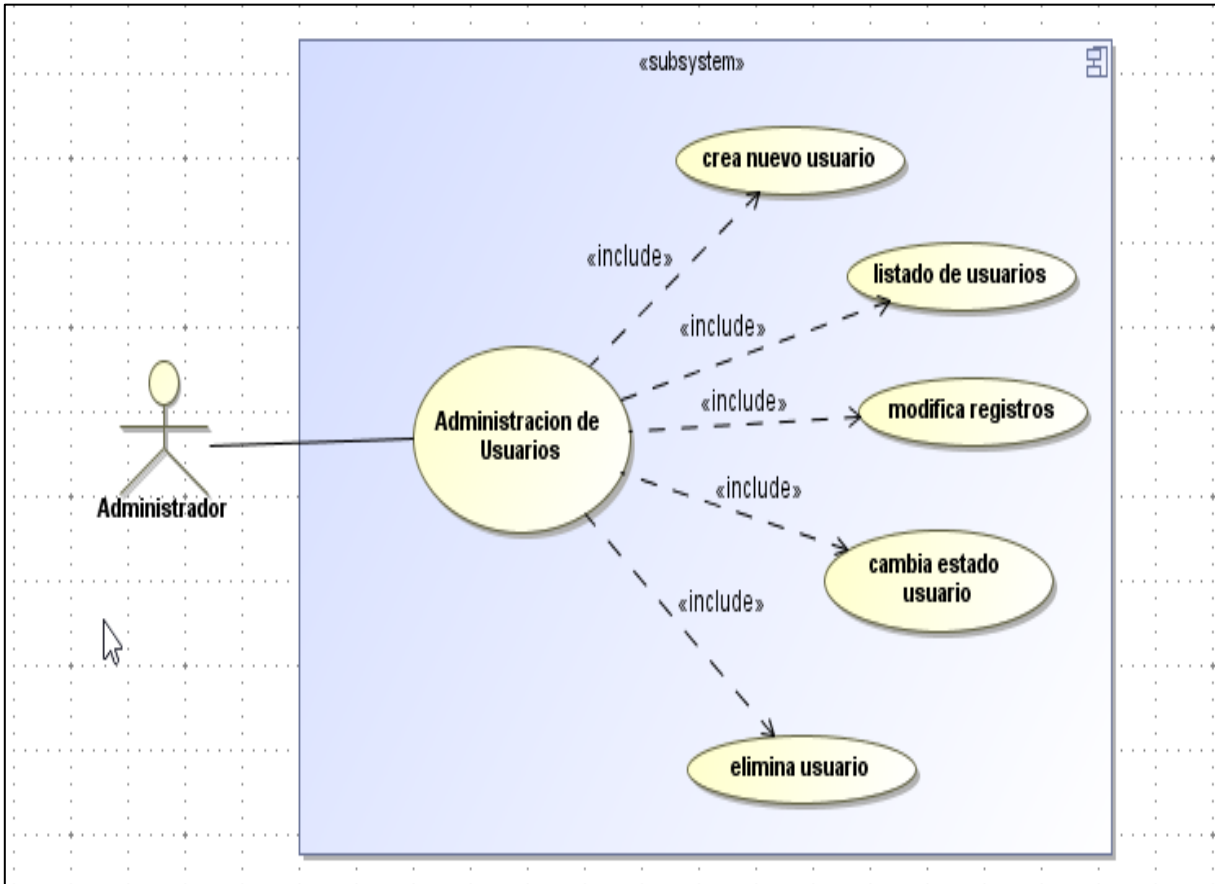 «subsystem»
crea nuevo usuario
«include»
listado de usuarios
«include»
«include»
modifica registros
Administracion de
Usuarios
«include»
Administrador
cambia estado
usuario
«include»
elimina usuario